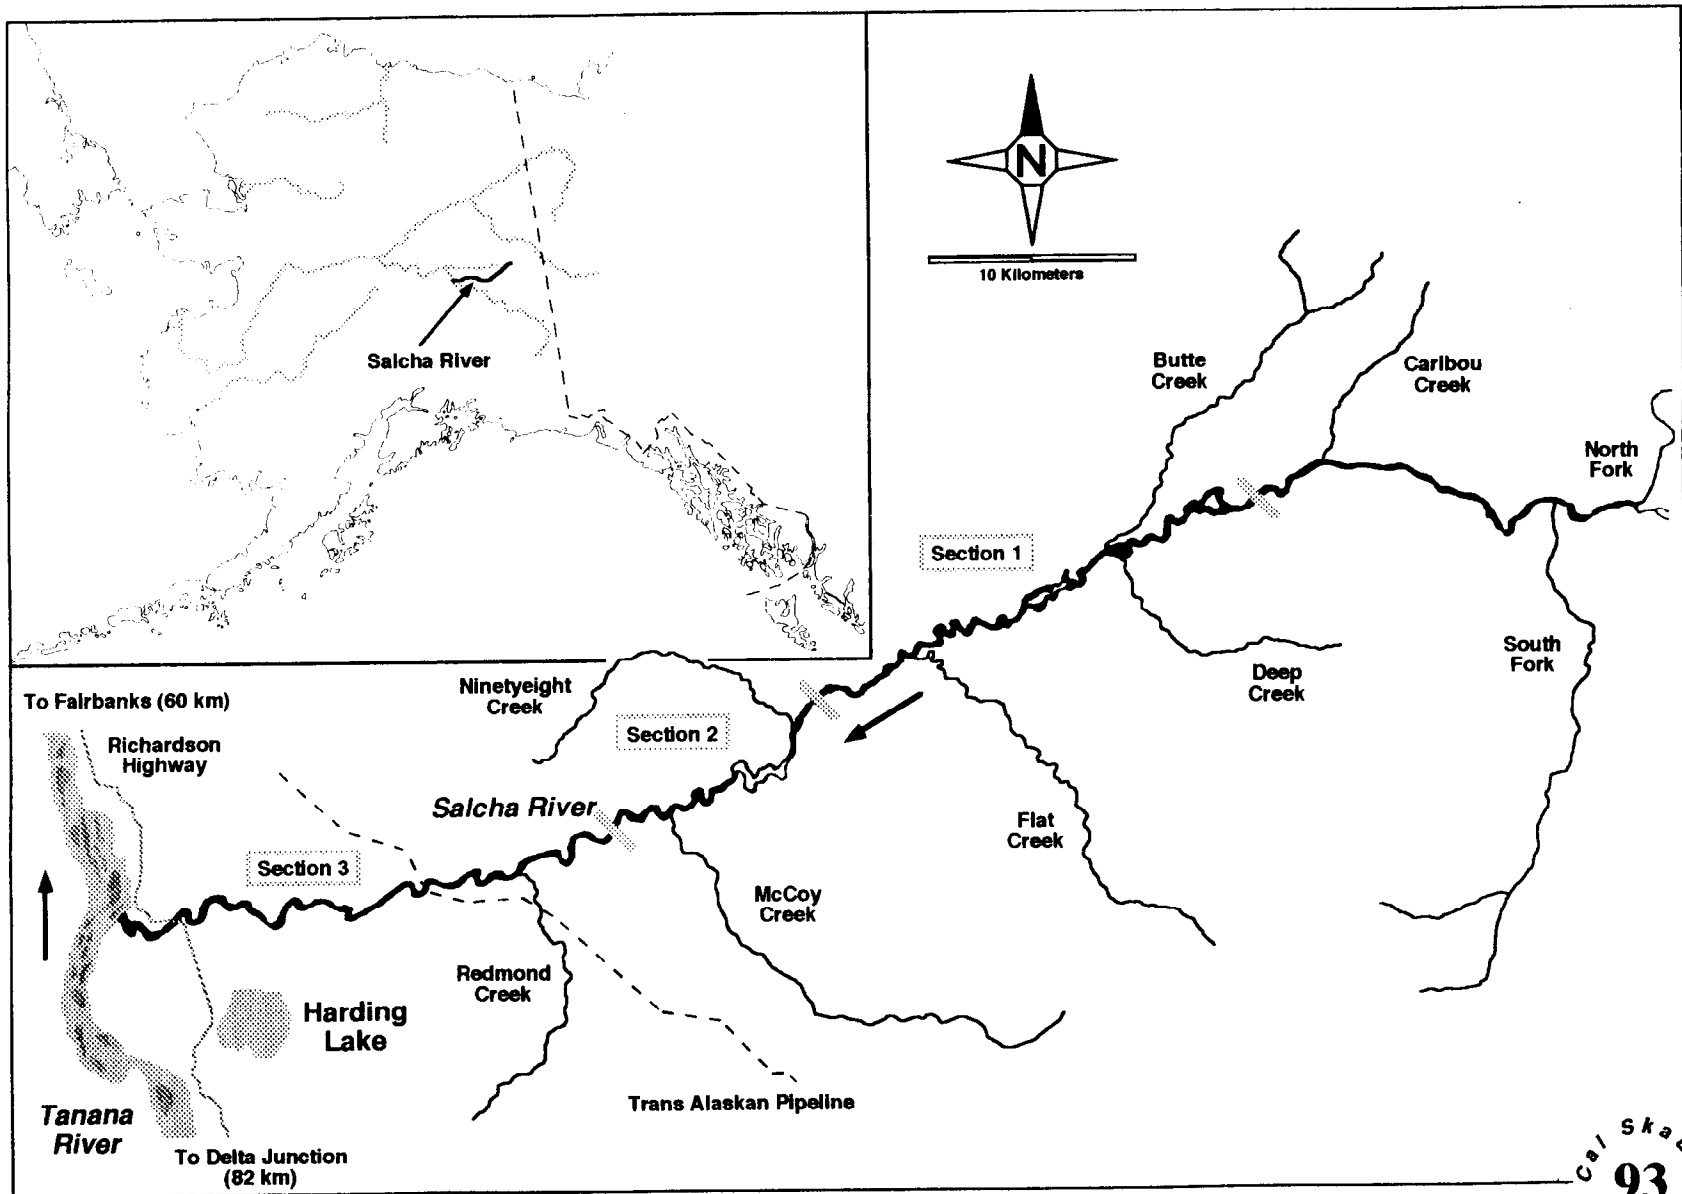 N
10 Kilometers
Salcha River
Butte
Creek
Caribou
Creek
North
Fork
Section 1
South
Fork
Deep
Creek
Ninetyeight
Creek
Section 2
To Fairbanks (60 km)
Richardson
Highway
Salcha River
Flat
Creek
Section 3
McCoy
Creek
Redmond
Creek
Harding
Lake
Trans Alaskan Pipeline
Tanana
River
To Delta Junction
(82 km)
Cal
93